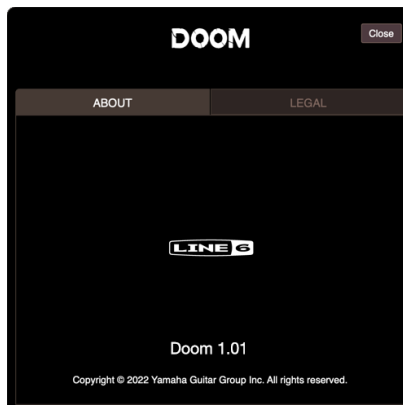 DOOM
Close
ABOUT LEGAL
LINE 6
Doom 1.01
Copyright © 2022 Yamaha Guitar Group Inc. All rights reserved.